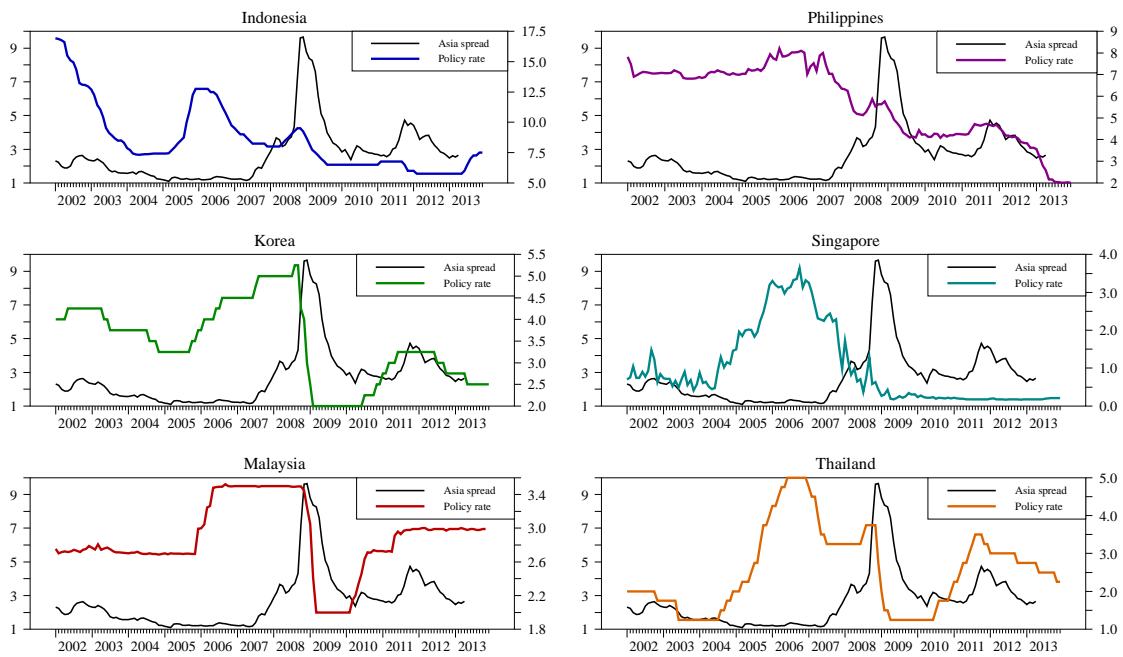 Indonesia
Asia spread
Policy rate
1 3 5 7 9
5.0 7.5 10.0 12.5 15.0 17.5
2002 2003 2004 2005 2006 2007 2008 2009 2010 2011 2012 2013
Philippines
Asia spread
Policy rate
1 3 5 7 9
2 3 4 5 6 7 8 9
2002 2003 2004 2005 2006 2007 2008 2009 2010 2011 2012 2013
Korea
Asia spread
Policy rate
1 3 5 7 9
2.0 2.5 3.0 3.5 4.0 4.5 5.0 5.5
2002 2003 2004 2005 2006 2007 2008 2009 2010 2011 2012 2013
Singapore
Asia spread
Policy rate
1 3 5 7 9
0.0 1.0 2.0 3.0 4.0
2002 2003 2004 2005 2006 2007 2008 2009 2010 2011 2012 2013
Malaysia
Asia spread
Policy rate
1 3 5 7 9
1.8 2.2 2.6 3.0 3.4
2002 2003 2004 2005 2006 2007 2008 2009 2010 2011 2012 2013
Thailand
Asia spread
Policy rate
1 3 5 7 9
1.0 2.0 3.0 4.0 5.0
2002 2003 2004 2005 2006 2007 2008 2009 2010 2011 2012 2013